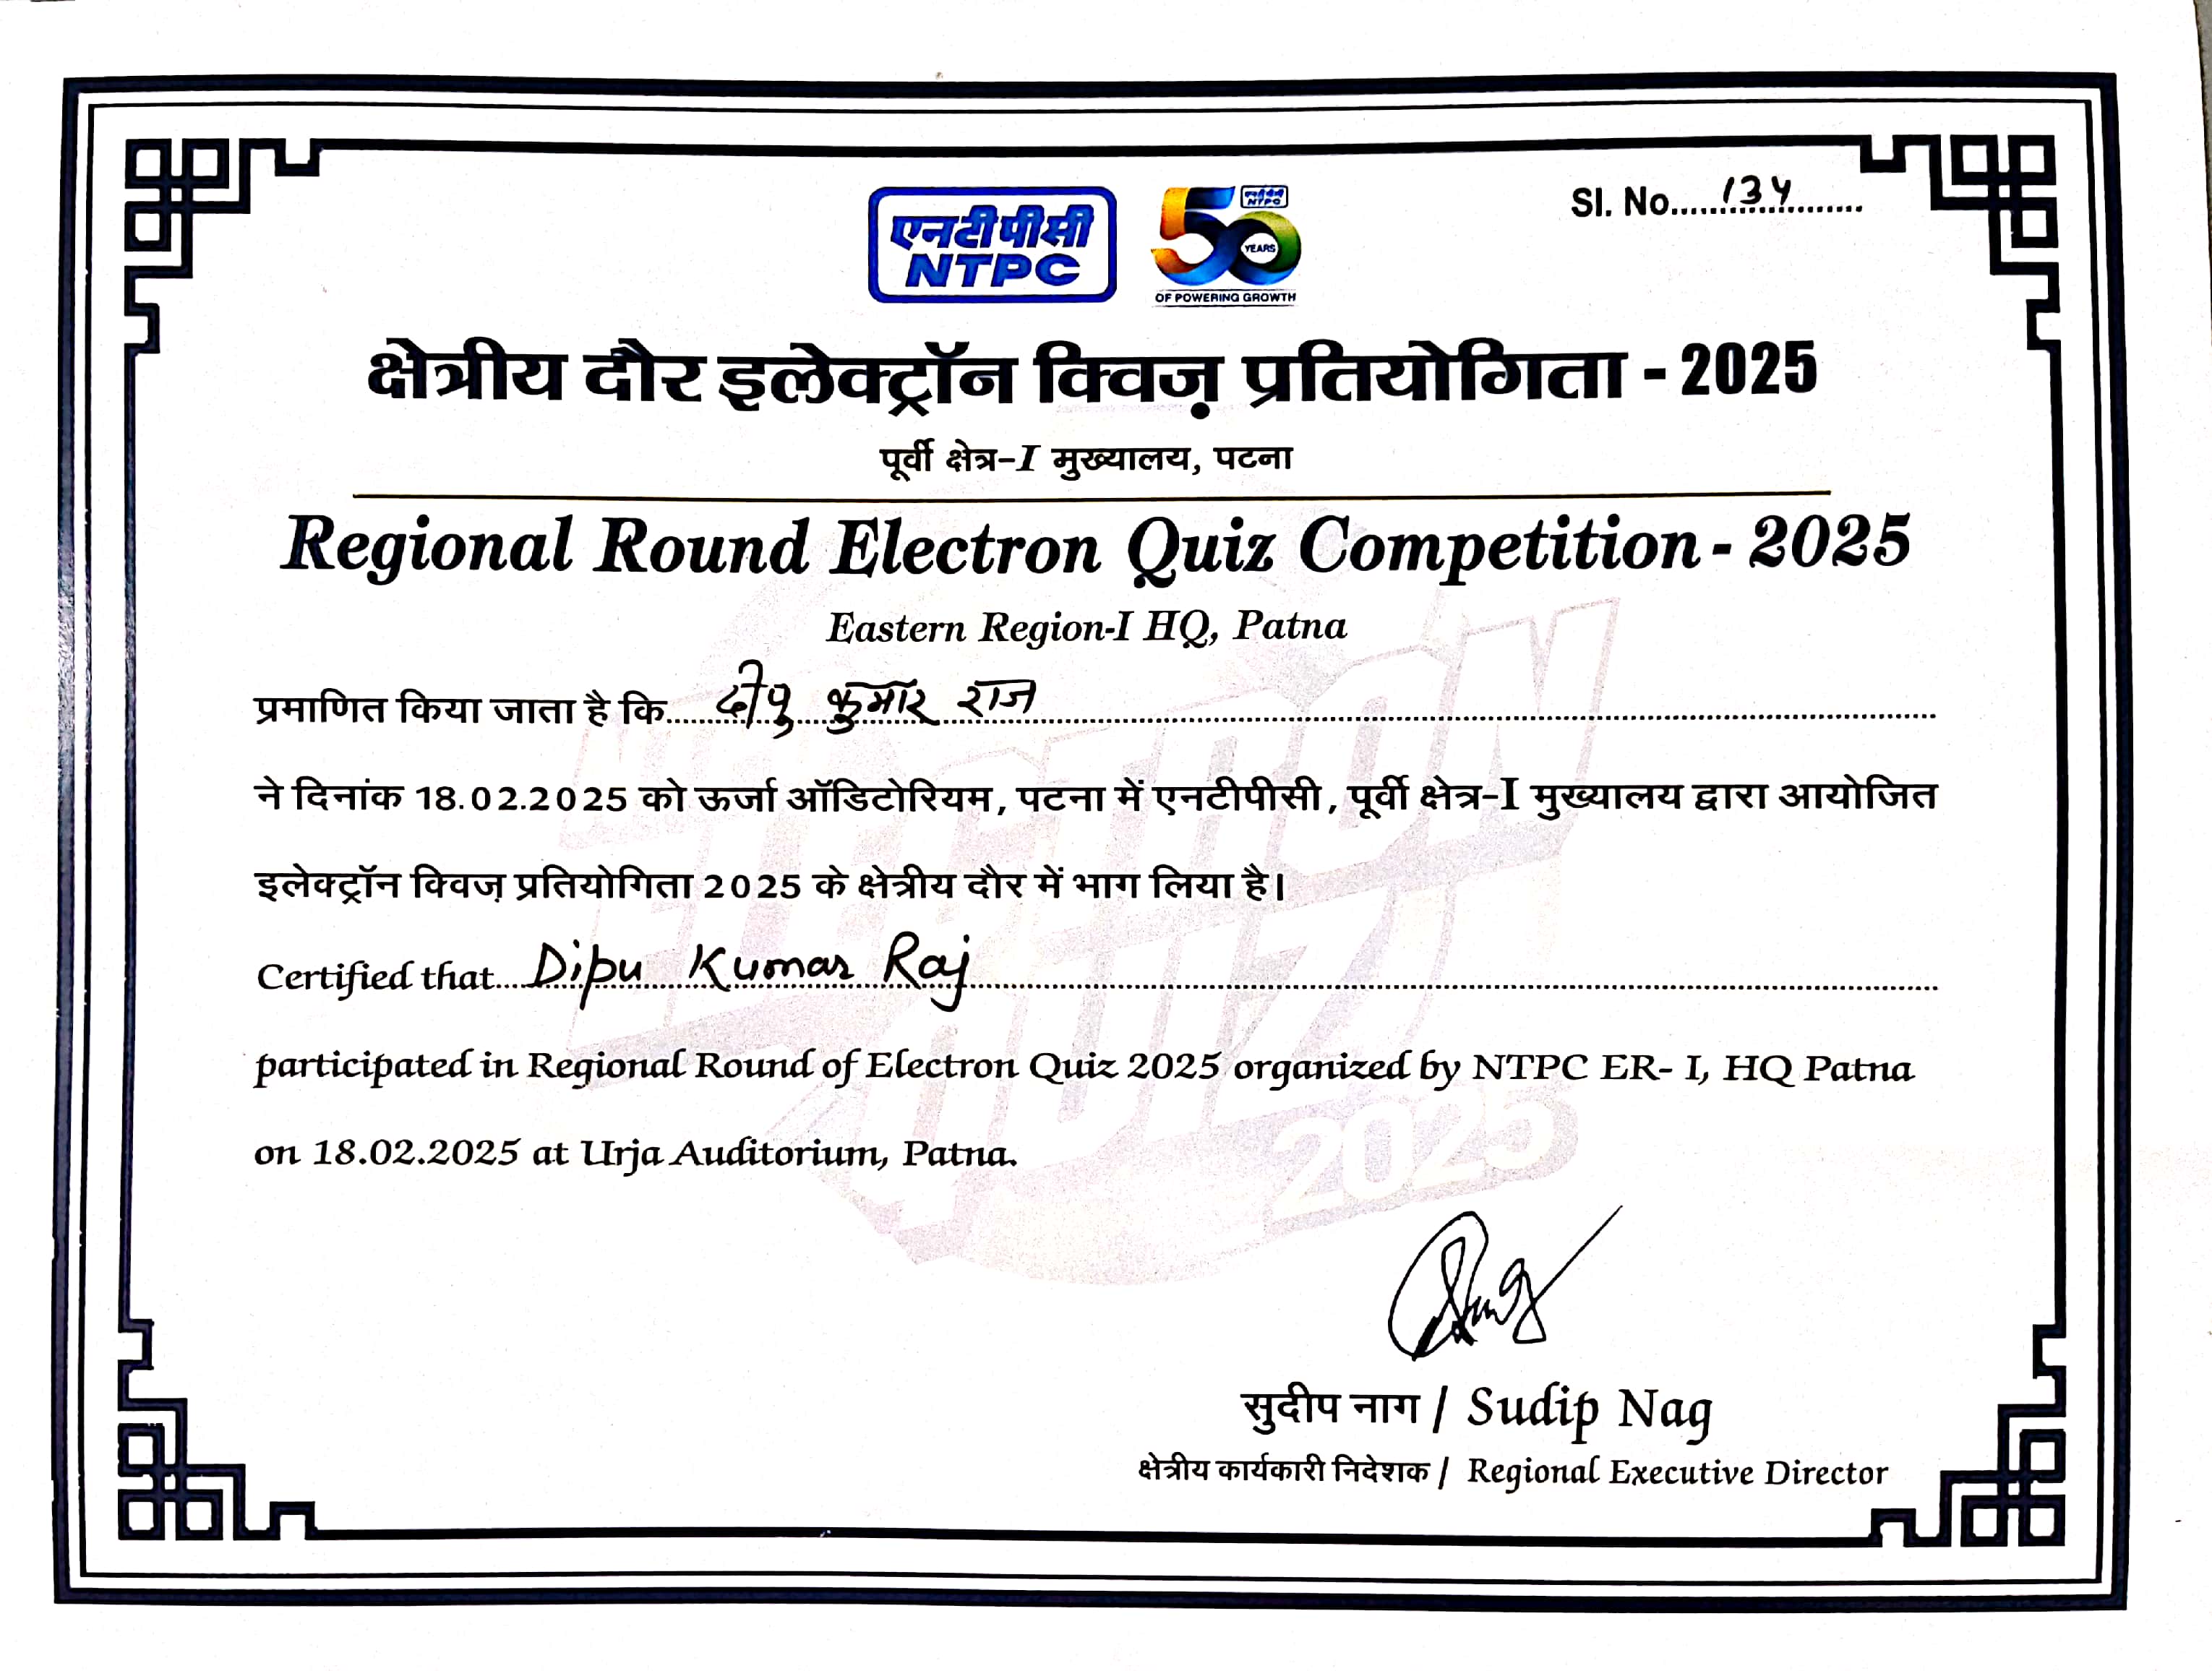 एनटीपीसी
NTPC
एनटीपीसी
NTPC
50
YEARS
OF POWERING GROWTH
Sl. No......134........
क्षेत्रीय दौर इलेक्ट्रॉन क्विज़ प्रतियोगिता - 2025
पूर्वी क्षेत्र-I मुख्यालय, पटना
Regional Round Electron Quiz Competition - 2025
Eastern Region-I HQ, Patna
प्रमाणित किया जाता है कि.....दीपु कुमार राज.....
ने दिनांक 18.02.2025 को ऊर्जा ऑडिटोरियम, पटना में एनटीपीसी, पूर्वी क्षेत्र-I मुख्यालय द्वारा आयोजित
इलेक्ट्रॉन क्विज़ प्रतियोगिता 2025 के क्षेत्रीय दौर में भाग लिया है।
Certified that....Dipu Kumar Raj....
participated in Regional Round of Electron Quiz 2025 organized by NTPC ER- I, HQ Patna
on 18.02.2025 at Urja Auditorium, Patna.
ELECTRON
QUIZ
2025
सुदीप नाग / Sudip Nag
क्षेत्रीय कार्यकारी निदेशक / Regional Executive Director